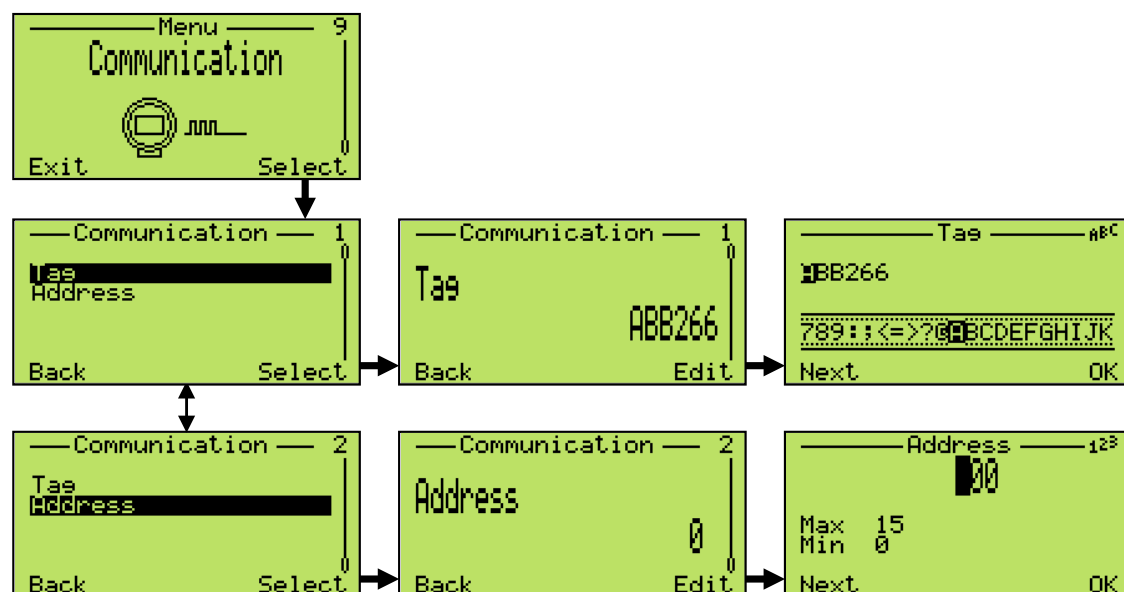 Menu 9
Communication
Exit Select
Communication 1
Tag
Address
Back Select
Communication 1
Tag
ABB266
Back Edit
Tag ABC
ABB266
789:;<=>?@ABCDEFGHIJK
Next OK
Communication 2
Tag
Address
Back Select
Communication 2
Address
0
Back Edit
Address 123
00
Max 15
Min 0
Next OK